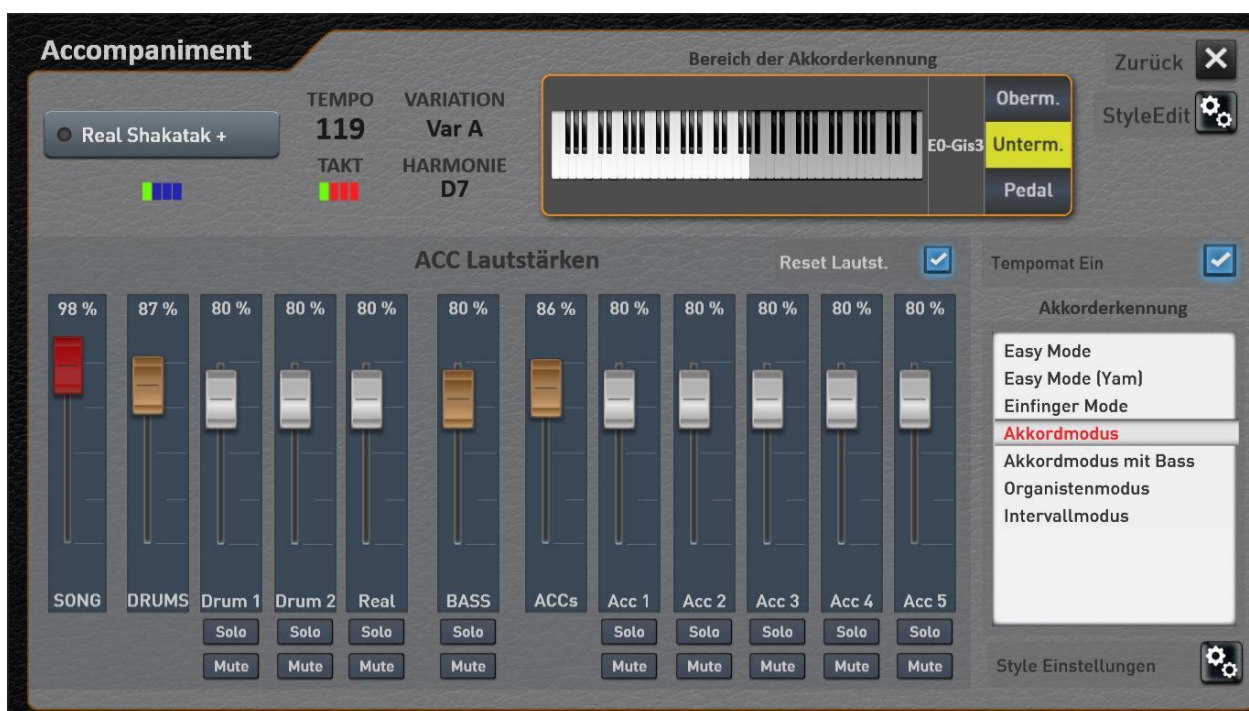 Accompaniment
Bereich der Akkorderkennung
Zurück
Real Shakatak +
TEMPO
119
VARIATION
Var A
TAKT
HARMONIE
D7
E0-Gis3
Oberm.
Unterm.
Pedal
StyleEdit
ACC Lautstärken
Reset Lautst.
Tempomat Ein
98 % 87 % 80 % 80 % 80 % 80 % 86 % 80 % 80 % 80 % 80 % 80 %
SONG DRUMS Drum 1 Drum 2 Real BASS ACCs Acc 1 Acc 2 Acc 3 Acc 4 Acc 5
Solo Solo Solo Solo Solo Solo Solo Solo Solo
Mute Mute Mute Mute Mute Mute Mute Mute Mute
Akkorderkennung
Easy Mode
Easy Mode (Yam)
Einfinger Mode
Akkordmodus
Akkordmodus mit Bass
Organistenmodus
Intervallmodus
Style Einstellungen